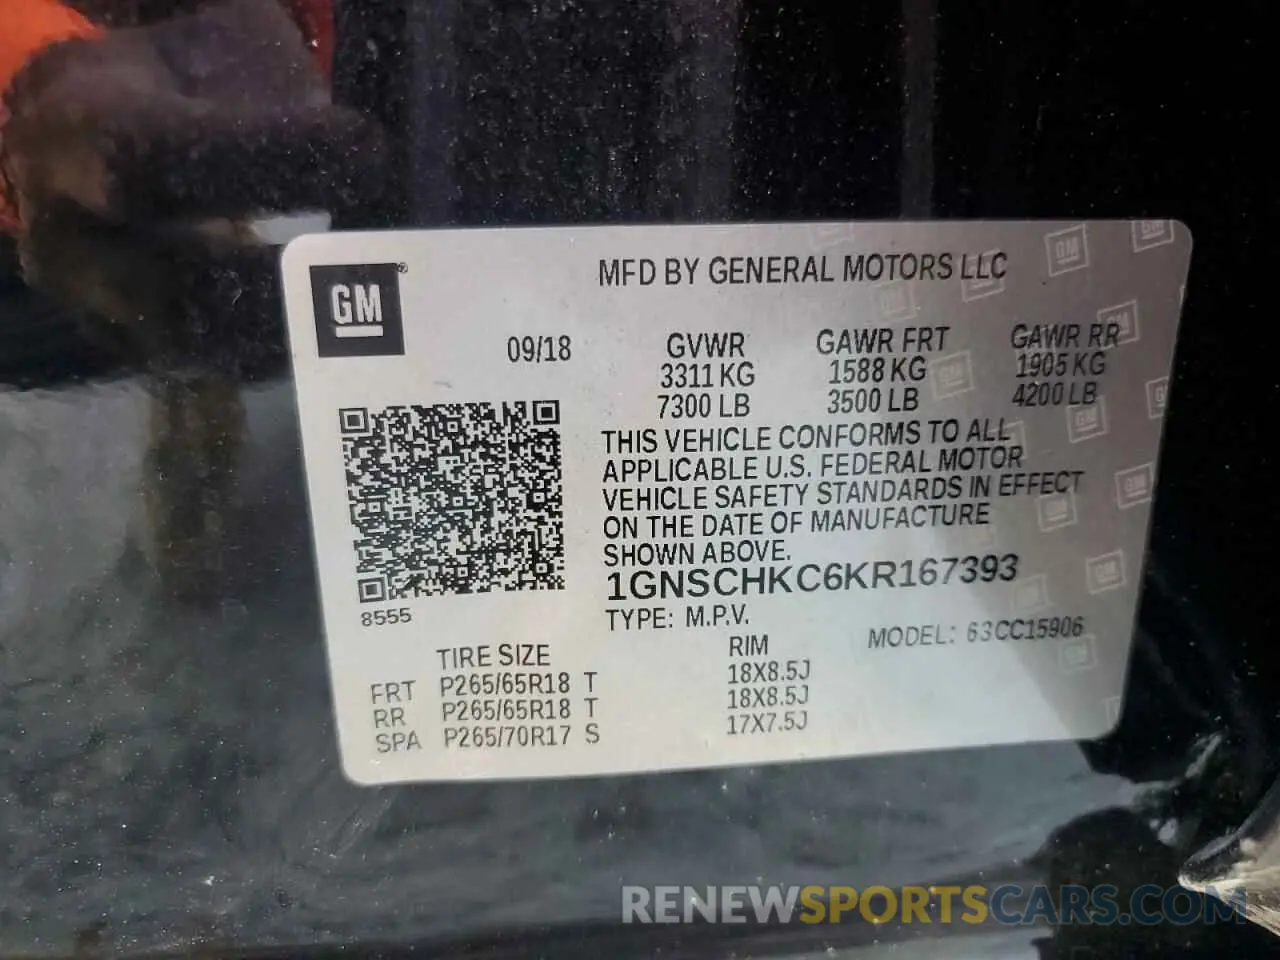 GM®
MFD BY GENERAL MOTORS LLC
09/18
GVWR GAWR FRT GAWR RR
3311 KG 1588 KG 1905 KG
7300 LB 3500 LB 4200 LB
THIS VEHICLE CONFORMS TO ALL
APPLICABLE U.S. FEDERAL MOTOR
VEHICLE SAFETY STANDARDS IN EFFECT
ON THE DATE OF MANUFACTURE
SHOWN ABOVE.
1GNSCHKC6KR167393
8555
TYPE: M.P.V. MODEL: 63CC15906
TIRE SIZE RIM
FRT P265/65R18 T 18X8.5J
RR P265/65R18 T 18X8.5J
SPA P265/70R17 S 17X7.5J
RENEWSPORTSCARS.COM